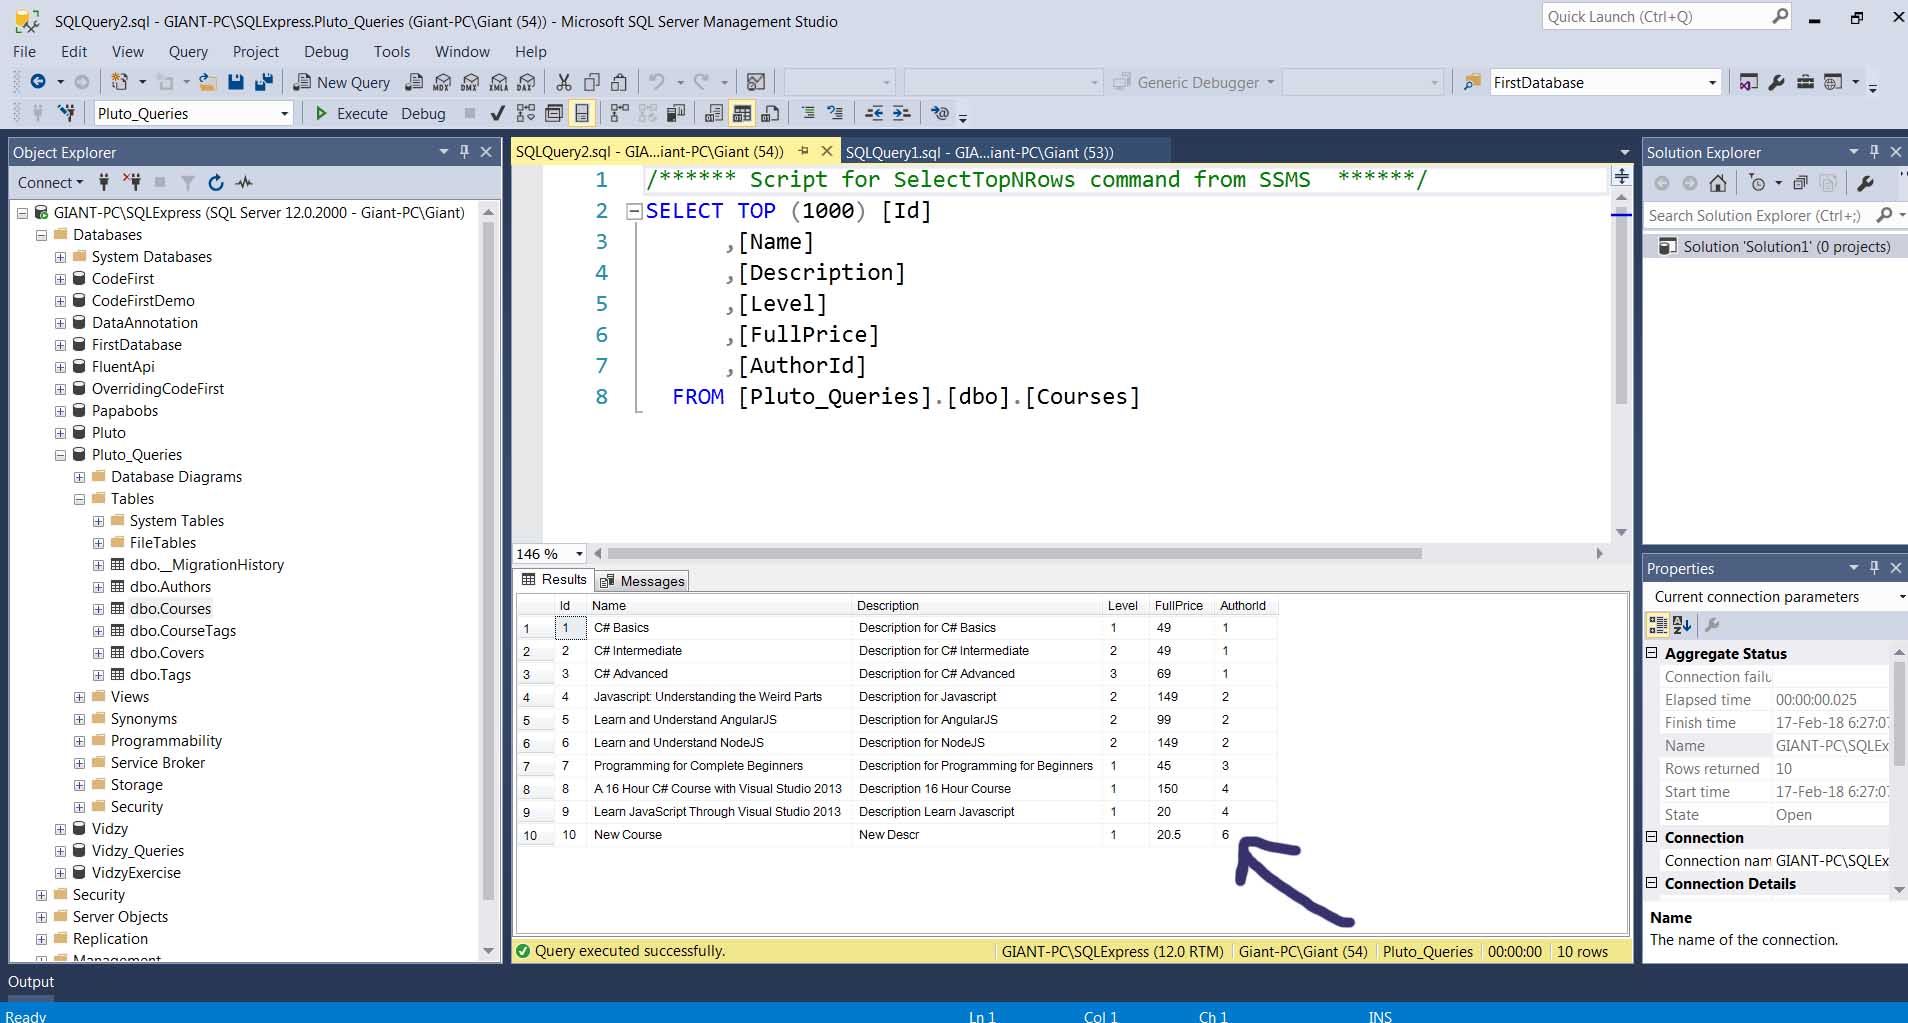 SQLQuery2.sql - GIANT-PC\SQLExpress.Pluto_Queries (Giant-PC\Giant (54)) - Microsoft SQL Server Management Studio
Quick Launch (Ctrl+Q)
File Edit View Query Project Debug Tools Window Help
New Query MDX DMX XMLA DAX Generic Debugger FirstDatabase
Pluto_Queries Execute Debug
Object Explorer
Connect
GIANT-PC\SQLExpress (SQL Server 12.0.2000 - Giant-PC\Giant)
Databases
System Databases
CodeFirst
CodeFirstDemo
DataAnnotation
FirstDatabase
FluentApi
OverridingCodeFirst
Papabobs
Pluto
Pluto_Queries
Database Diagrams
Tables
System Tables
FileTables
dbo.__MigrationHistory
dbo.Authors
dbo.Courses
dbo.CourseTags
dbo.Covers
dbo.Tags
Views
Synonyms
Programmability
Service Broker
Storage
Security
Vidzy
Vidzy_Queries
VidzyExercise
Security
Server Objects
Replication
Management
SQLQuery2.sql - GIA...iant-PC\Giant (54)) SQLQuery1.sql - GIA...iant-PC\Giant (53))
1 /****** Script for SelectTopNRows command from SSMS ******/
2 SELECT TOP (1000) [Id]
3 ,[Name]
4 ,[Description]
5 ,[Level]
6 ,[FullPrice]
7 ,[AuthorId]
8 FROM [Pluto_Queries].[dbo].[Courses]
146 %
Results Messages
Id Name Description Level FullPrice AuthorId
1 1 C# Basics Description for C# Basics 1 49 1
2 2 C# Intermediate Description for C# Intermediate 2 49 1
3 3 C# Advanced Description for C# Advanced 3 69 1
4 4 Javascript: Understanding the Weird Parts Description for Javascript 2 149 2
5 5 Learn and Understand AngularJS Description for AngularJS 2 99 2
6 6 Learn and Understand NodeJS Description for NodeJS 2 149 2
7 7 Programming for Complete Beginners Description for Programming for Beginners 1 45 3
8 8 A 16 Hour C# Course with Visual Studio 2013 Description 16 Hour Course 1 150 4
9 9 Learn JavaScript Through Visual Studio 2013 Description Learn Javascript 1 20 4
10 10 New Course New Descr 1 20.5 6
Query executed successfully. GIANT-PC\SQLExpress (12.0 RTM) Giant-PC\Giant (54) Pluto_Queries 00:00:00 10 rows
Solution Explorer
Search Solution Explorer (Ctrl+;)
Solution 'Solution1' (0 projects)
Properties
Current connection parameters
Aggregate Status
Connection failu
Elapsed time 00:00:00.025
Finish time 17-Feb-18 6:27:07
Name GIANT-PC\SQLEx
Rows returned 10
Start time 17-Feb-18 6:27:07
State Open
Connection
Connection nam GIANT-PC\SQLEx
Connection Details
Name
The name of the connection.
Output
Ready Ln 1 Col 1 Ch 1 INS